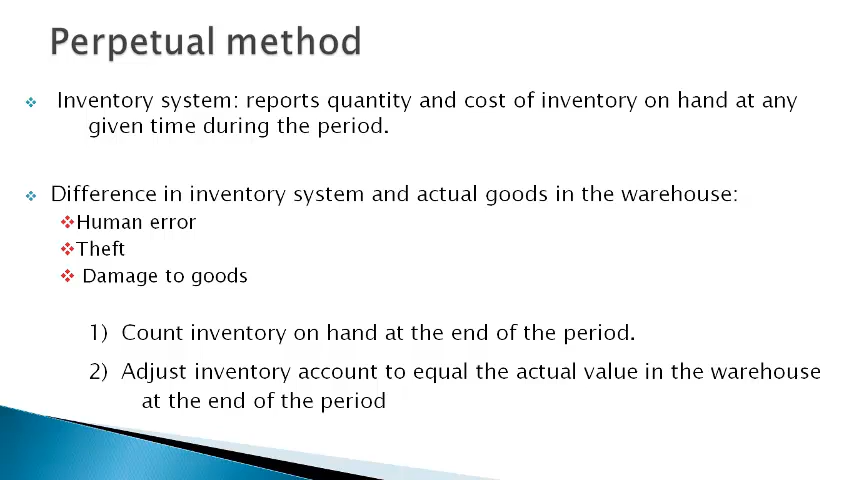 Perpetual method
Inventory system: reports quantity and cost of inventory on hand at any
given time during the period.
Difference in inventory system and actual goods in the warehouse:
Human error
Theft
Damage to goods
1) Count inventory on hand at the end of the period.
2) Adjust inventory account to equal the actual value in the warehouse
at the end of the period